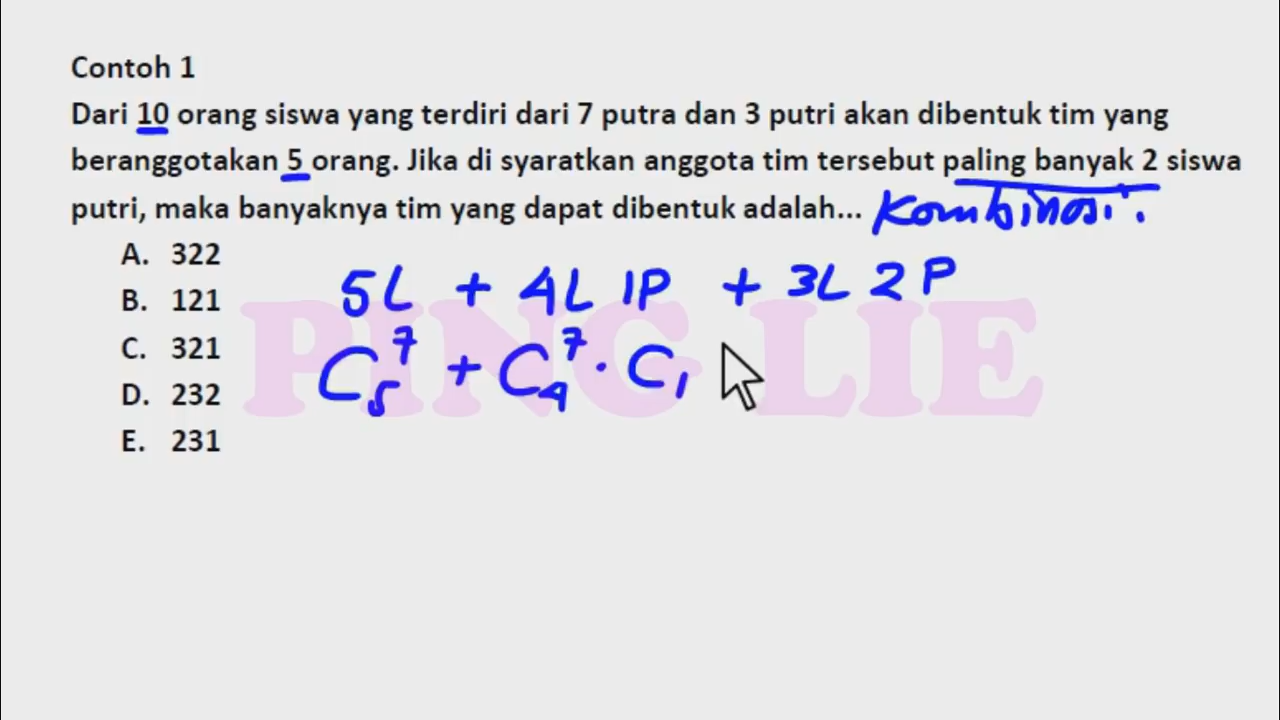 Contoh 1
Dari 10 orang siswa yang terdiri dari 7 putra dan 3 putri akan dibentuk tim yang
beranggotakan 5 orang. Jika di syaratkan anggota tim tersebut paling banyak 2 siswa
putri, maka banyaknya tim yang dapat dibentuk adalah... Kombinasi.
A. 322
B. 121
C. 321
D. 232
E. 231
5L + 4L 1P + 3L 2P
C₅⁷ + C₄⁷ . C₁
PING LIE